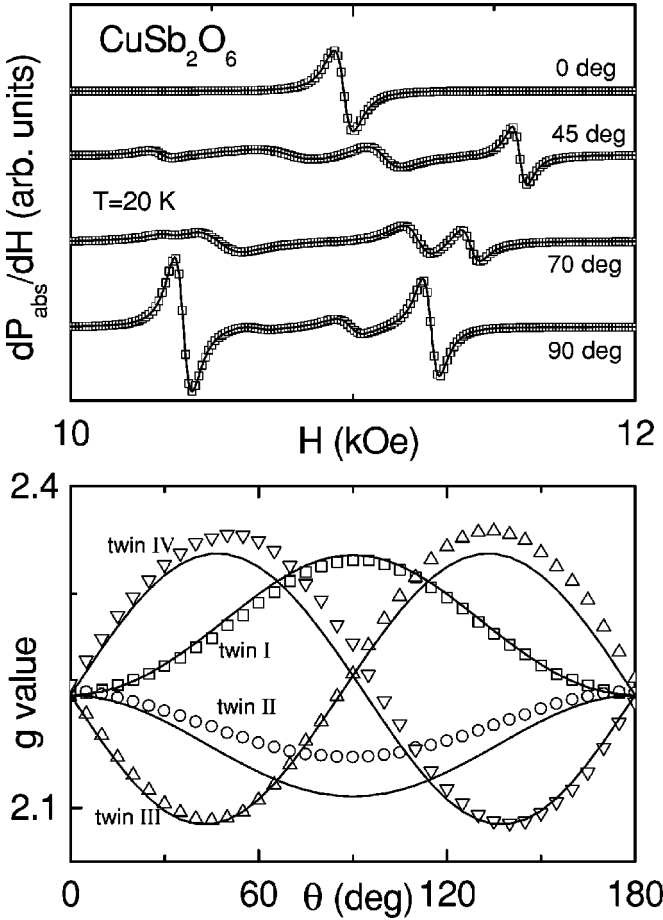 CuSb₂O₆
0 deg
45 deg
T=20 K
70 deg
90 deg
dP_abs/dH (arb. units)
10
12
H (kOe)
2.4
twin IV
twin I
twin II
twin III
g value
2.1
0
60
120
180
θ (deg)